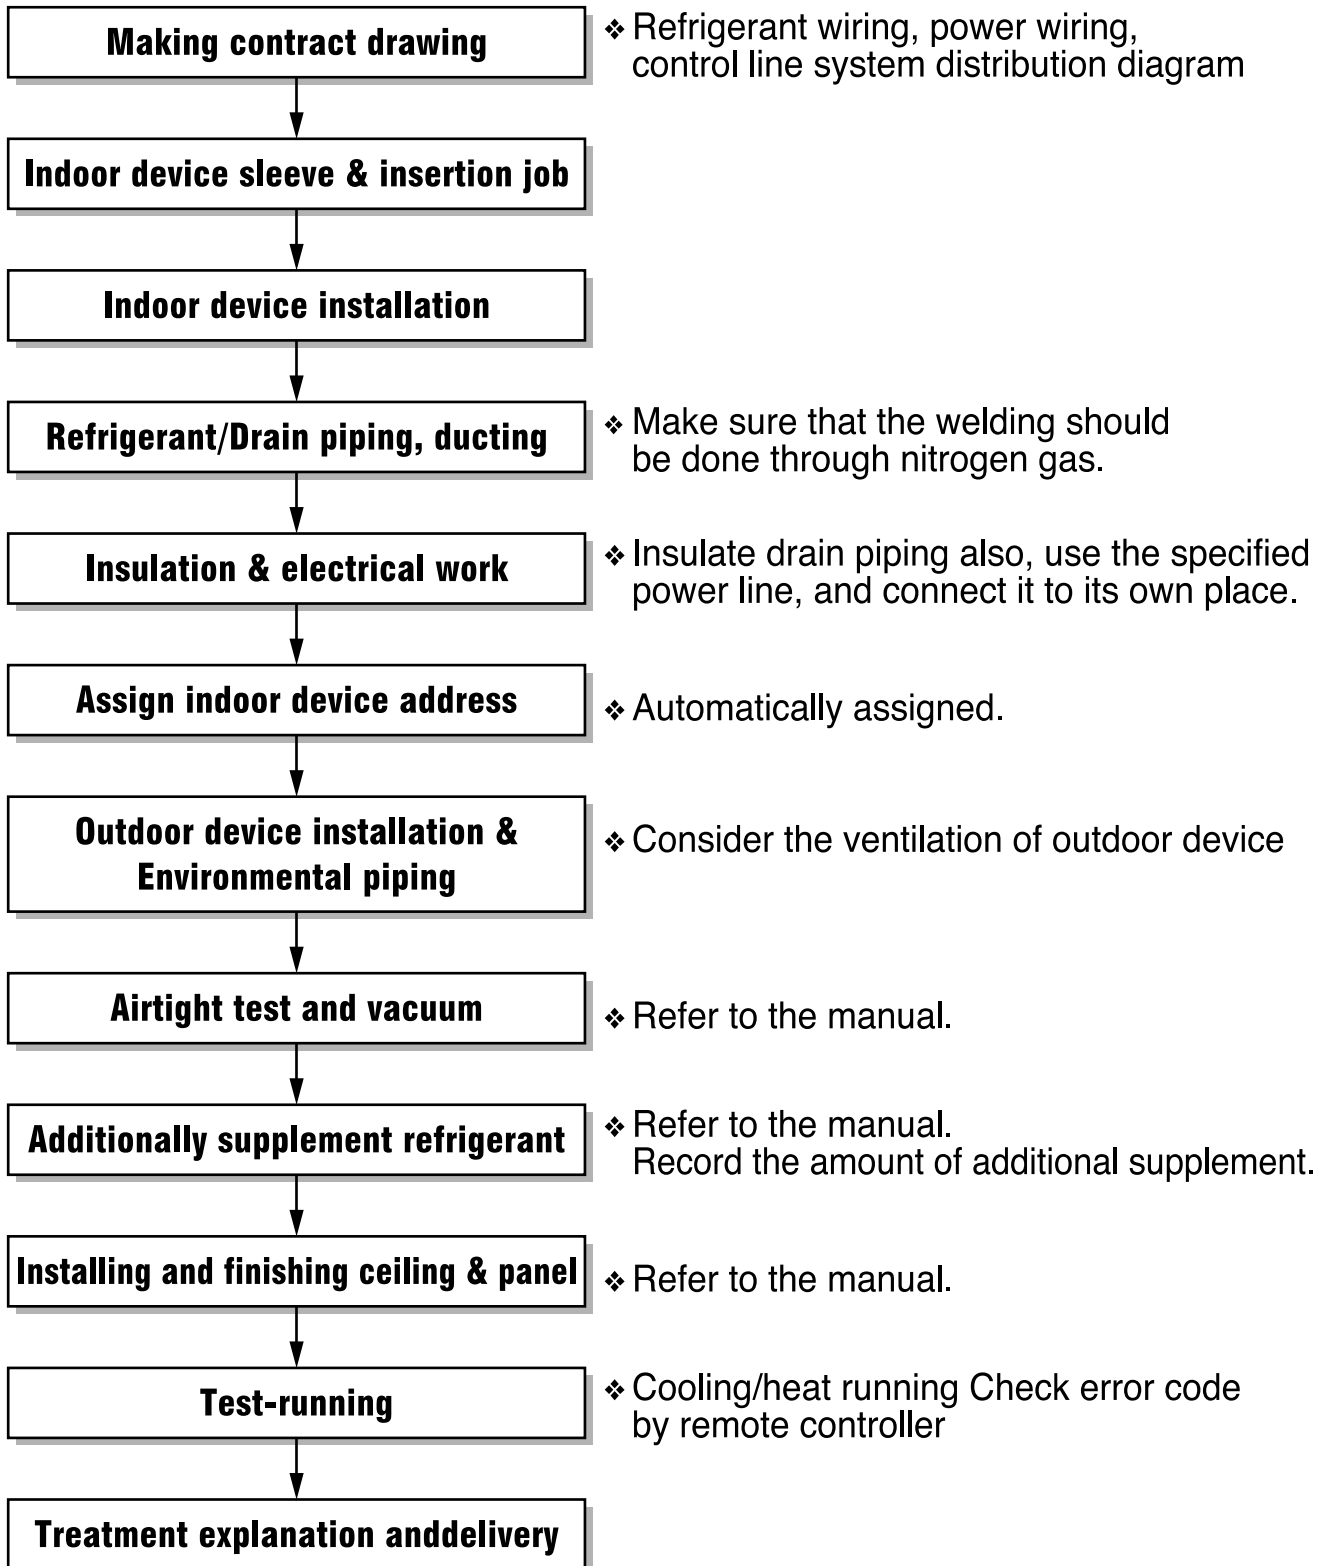 Making contract drawing
❖ Refrigerant wiring, power wiring,
control line system distribution diagram
Indoor device sleeve & insertion job
Indoor device installation
Refrigerant/Drain piping, ducting
❖ Make sure that the welding should
be done through nitrogen gas.
Insulation & electrical work
❖ Insulate drain piping also, use the specified
power line, and connect it to its own place.
Assign indoor device address
❖ Automatically assigned.
Outdoor device installation &
Environmental piping
❖ Consider the ventilation of outdoor device
Airtight test and vacuum
❖ Refer to the manual.
Additionally supplement refrigerant
❖ Refer to the manual.
Record the amount of additional supplement.
Installing and finishing ceiling & panel
❖ Refer to the manual.
Test-running
❖ Cooling/heat running Check error code
by remote controller
Treatment explanation anddelivery